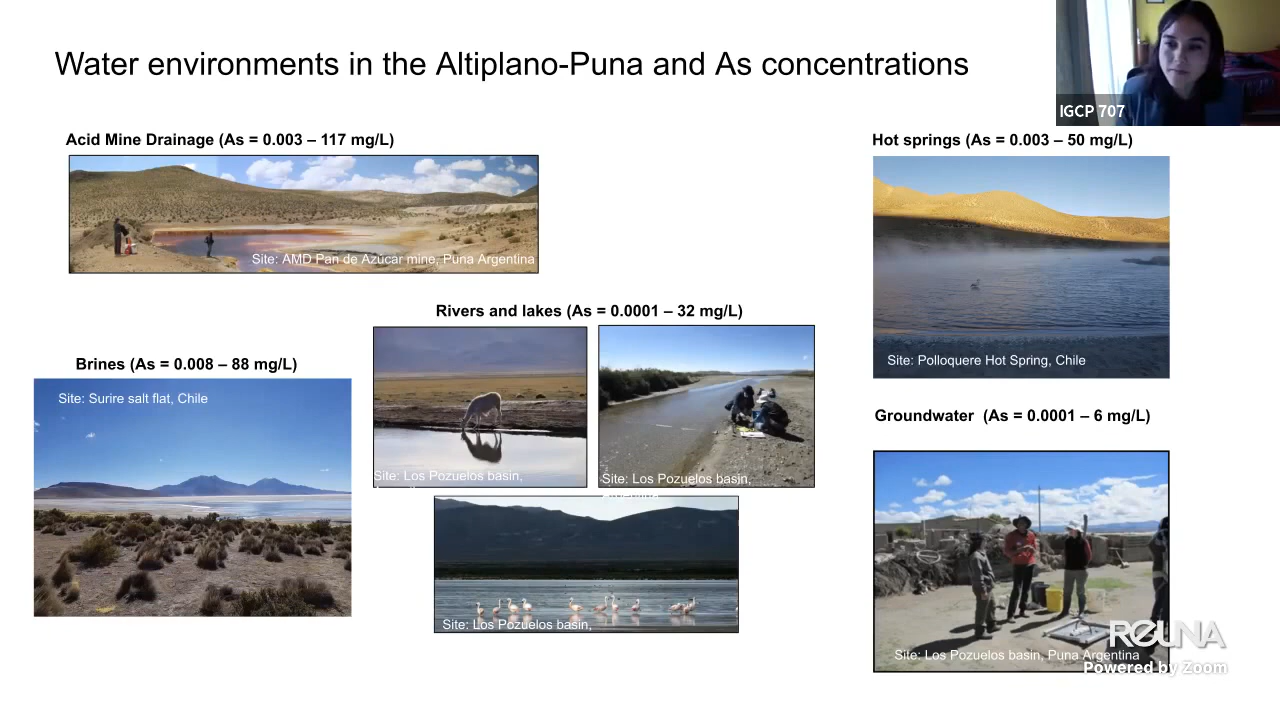 Water environments in the Altiplano-Puna and As concentrations
IGCP 707
Acid Mine Drainage (As = 0.003 – 117 mg/L)
Site: AMD Pan de Azúcar mine, Puna Argentina
Hot springs (As = 0.003 – 50 mg/L)
Site: Polloquere Hot Spring, Chile
Rivers and lakes (As = 0.0001 – 32 mg/L)
Site: Los Pozuelos basin,
Site: Los Pozuelos basin,
Site: Los Pozuelos basin,
Brines (As = 0.008 – 88 mg/L)
Site: Surire salt flat, Chile
Groundwater (As = 0.0001 – 6 mg/L)
Site: Los Pozuelos basin, Puna Argentina
REUNA
Powered by Zoom